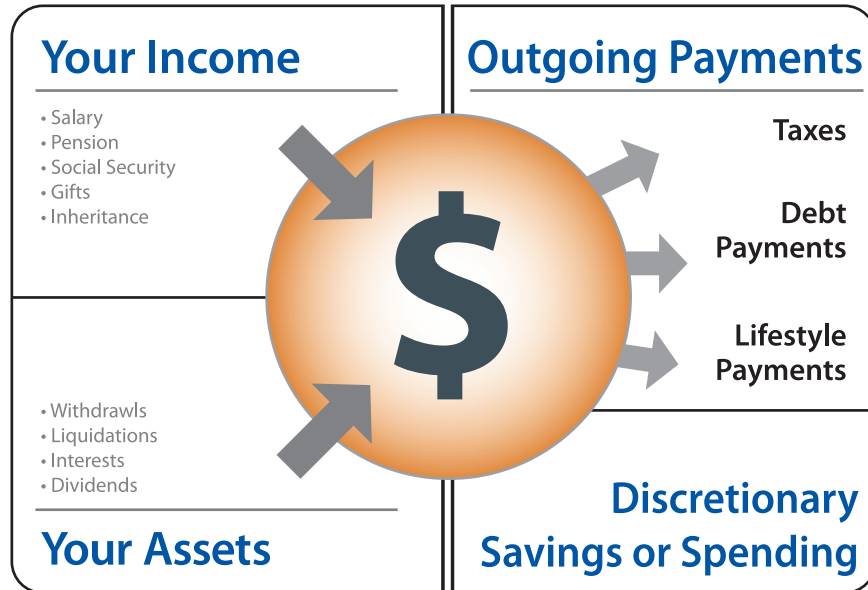 Your Income
• Salary
• Pension
• Social Security
• Gifts
• Inheritance
• Withdrawls
• Liquidations
• Interests
• Dividends
Your Assets
$
Outgoing Payments
Taxes
Debt
Payments
Lifestyle
Payments
Discretionary
Savings or Spending